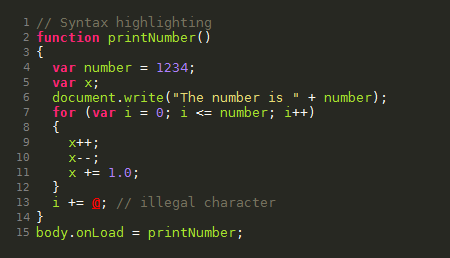 1 // Syntax highlighting
2 function printNumber()
3 {
4   var number = 1234;
5   var x;
6   document.write("The number is " + number);
7   for (var i = 0; i <= number; i++)
8   {
9     x++;
10     x--;
11     x += 1.0;
12   }
13   i += @; // illegal character
14 }
15 body.onLoad = printNumber;